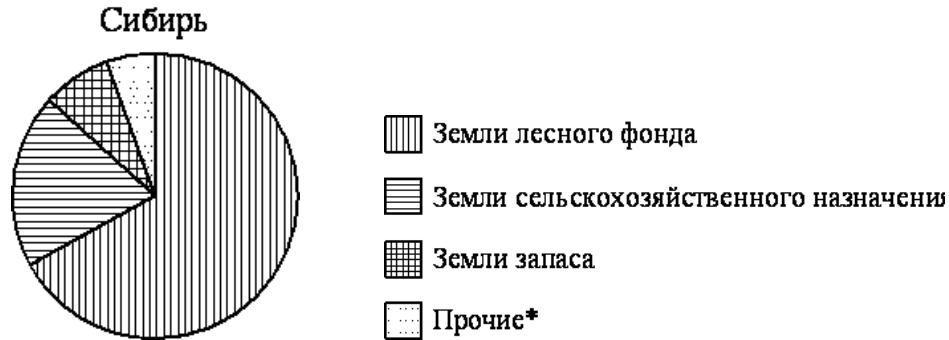 Сибирь
Земли лесного фонда
Земли сельскохозяйственного назначения
Земли запаса
Прочие*